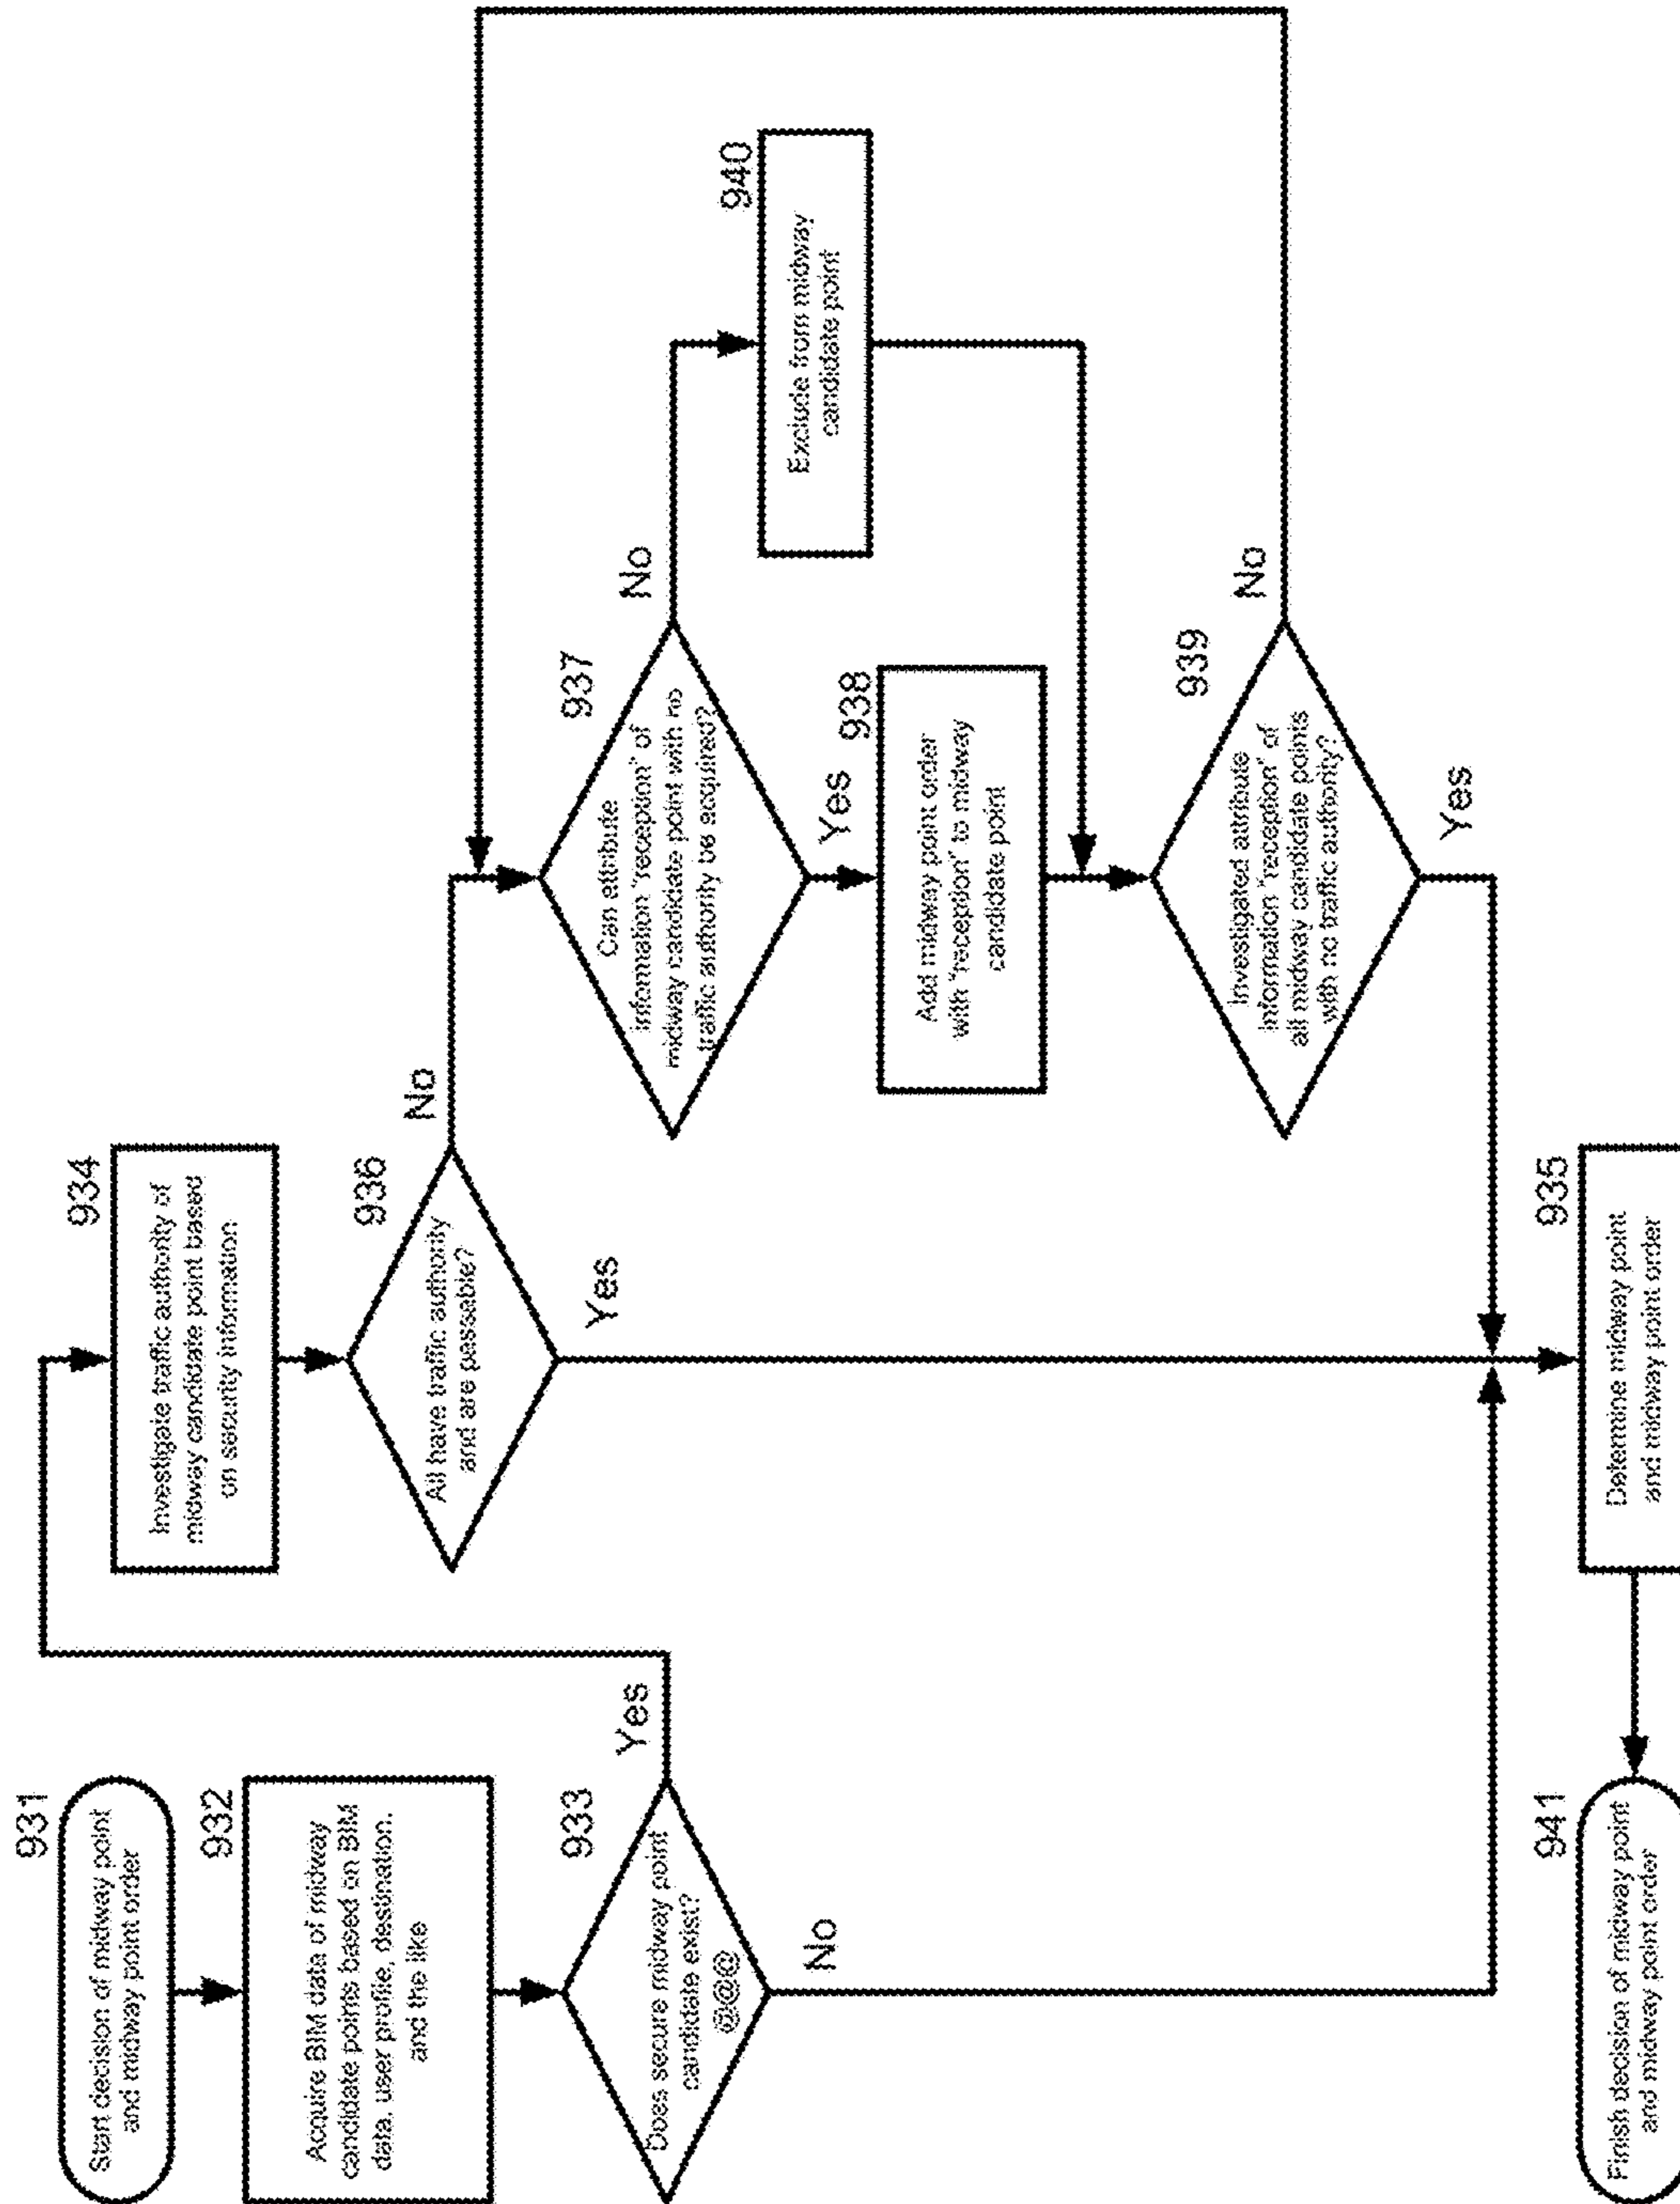 931
Start decision of midway point
and midway point order
932
Acquire BIM data of midway
candidate points based on BIM
data, user profile, destination,
and the like
933
Does secure midway point
candidate exist?
@@@
Yes
No
934
Investigate traffic authority of
midway candidate point based
on security information
936
All have traffic authority
and are passable?
No
Yes
937
Can attribute
information "reception" of
midway candidate point with no
traffic authority be acquired?
No
Yes
940
Exclude from midway
candidate point
938
Add midway point order
with "reception" to midway
candidate point
939
Investigated attribute
information "reception" of
all midway candidate points
with no traffic authority?
No
Yes
935
Determine midway point
and midway point order
941
Finish decision of midway point
and midway point order